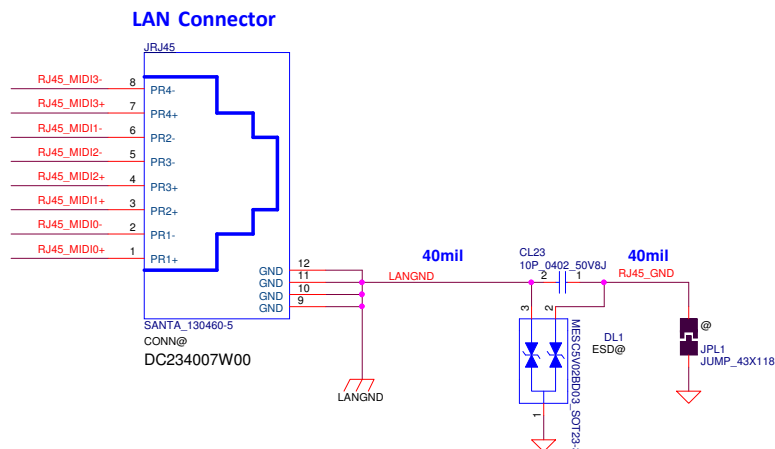 LAN Connector
JRJ45
RJ45_MIDI3- 8 PR4-
RJ45_MIDI3+ 7 PR4+
RJ45_MIDI1- 6 PR2-
RJ45_MIDI2- 5 PR3-
RJ45_MIDI2+ 4 PR3+
RJ45_MIDI1+ 3 PR2+
RJ45_MIDI0- 2 PR1-
RJ45_MIDI0+ 1 PR1+
GND 12
GND 11
GND 10
GND 9
SANTA_130460-5
CONN@
DC234007W00
LANGND
40mil
LANGND
CL23
10P_0402_50V8J
2 1
40mil
RJ45_GND
3 2
1
MESC5V02BD03_SOT23-
DL1
ESD@
@
JPL1
JUMP_43X118